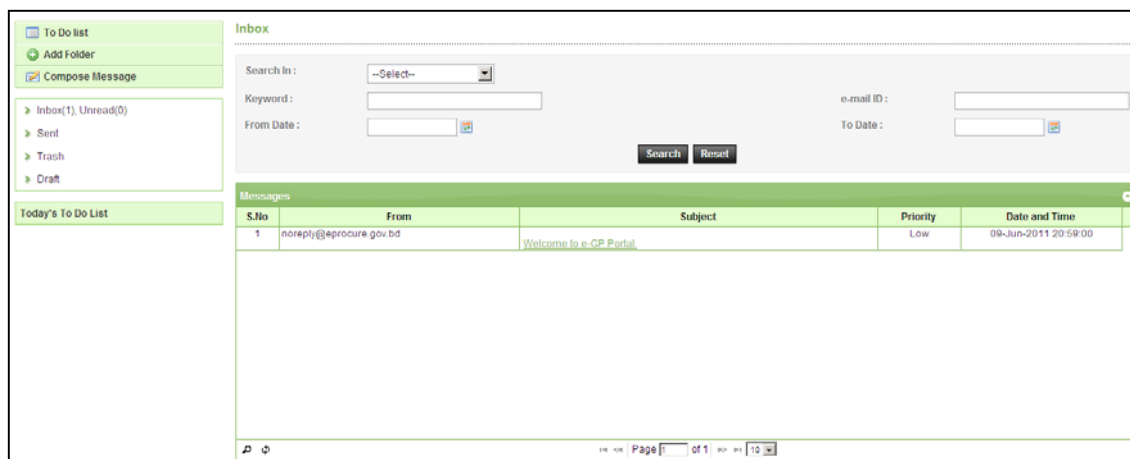 To Do list
Add Folder
Compose Message
Inbox(1), Unread(0)
Sent
Trash
Draft
Today's To Do List
Inbox
Search In : --Select--
Keyword : e-mail ID :
From Date : To Date :
Search Reset
Messages
S.No From Subject Priority Date and Time
1 noreply@eprocure.gov.bd Welcome to e-GP Portal. Low 09-Jun-2011 20:59:00
Page 1 of 1 10